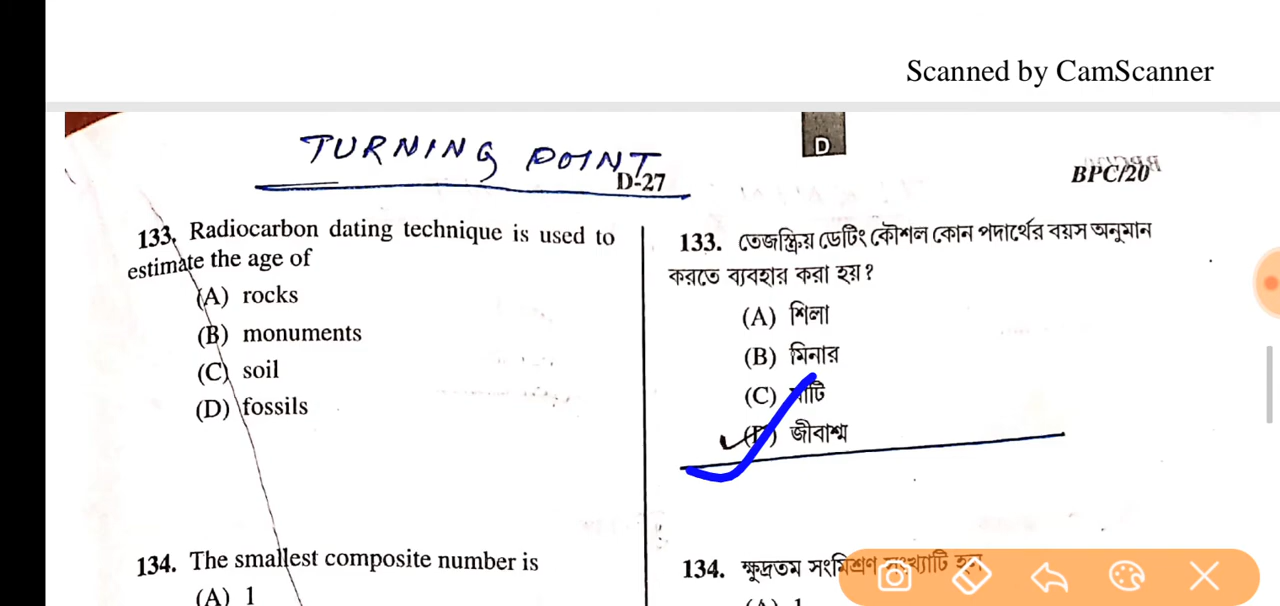 Scanned by CamScanner
TURNING POINT
D-27
D
BPC/20
133. Radiocarbon dating technique is used to
estimate the age of
(A) rocks
(B) monuments
(C) soil
(D) fossils
134. The smallest composite number is
(A) 1
133. তেজস্ক্রিয় ডেটিং কৌশল কোন পদার্থের বয়স অনুমান
করতে ব্যবহার করা হয়?
(A) শিলা
(B) মিনার
(C) মাটি
(D) জীবাশ্ম
134. ক্ষুদ্রতম সংমিশ্রণ সংখ্যাটি হল
(A) 1